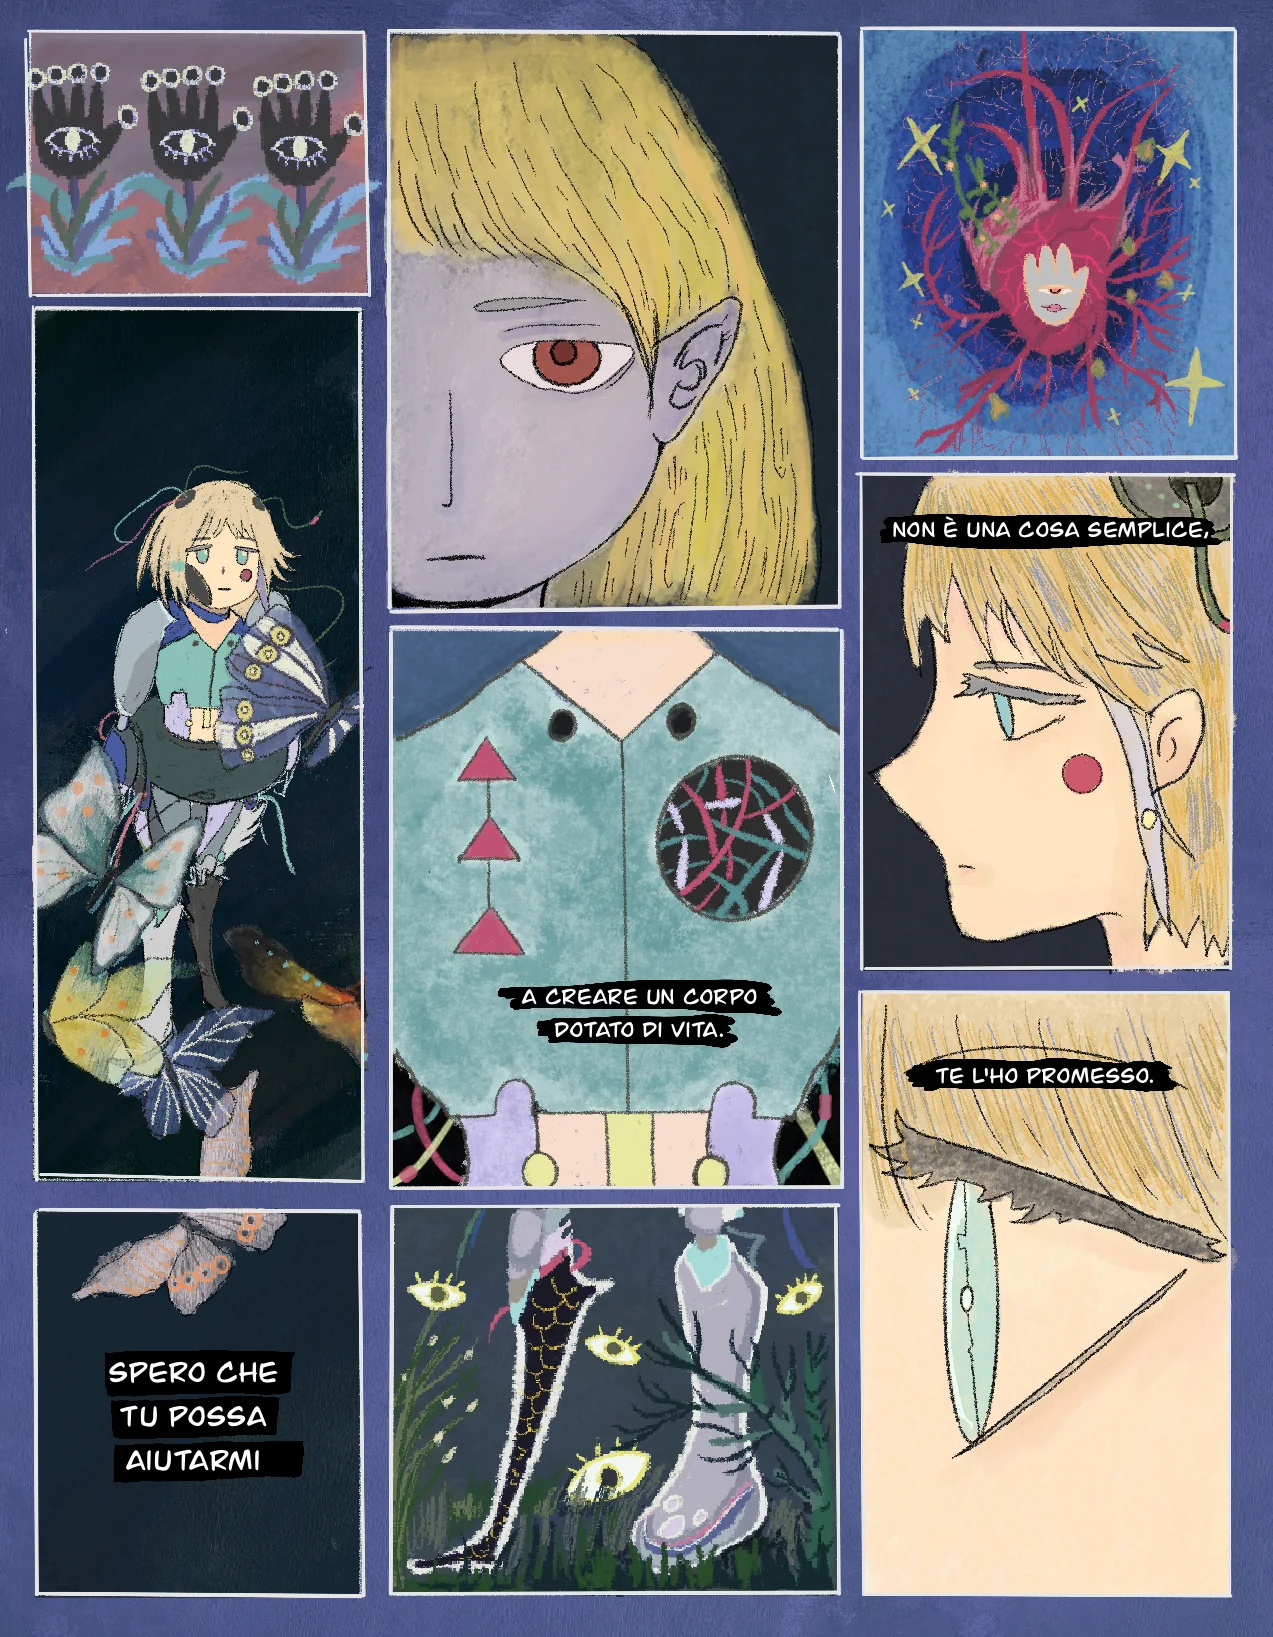 SPERO CHE
TU POSSA
AIUTARMI
A CREARE UN CORPO
DOTATO DI VITA.
NON È UNA COSA SEMPLICE,
TE L'HO PROMESSO.